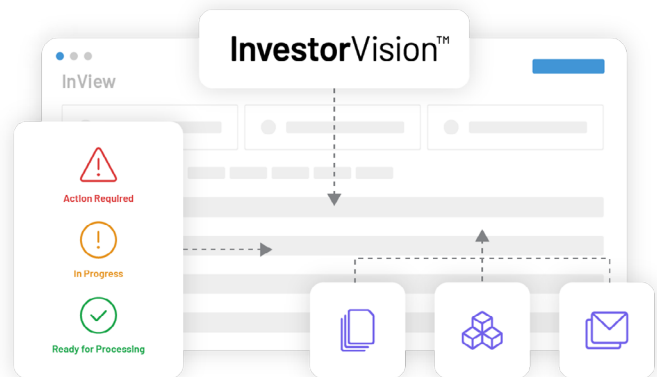 InvestorVision™
InView
Action Required
In Progress
Ready for Processing